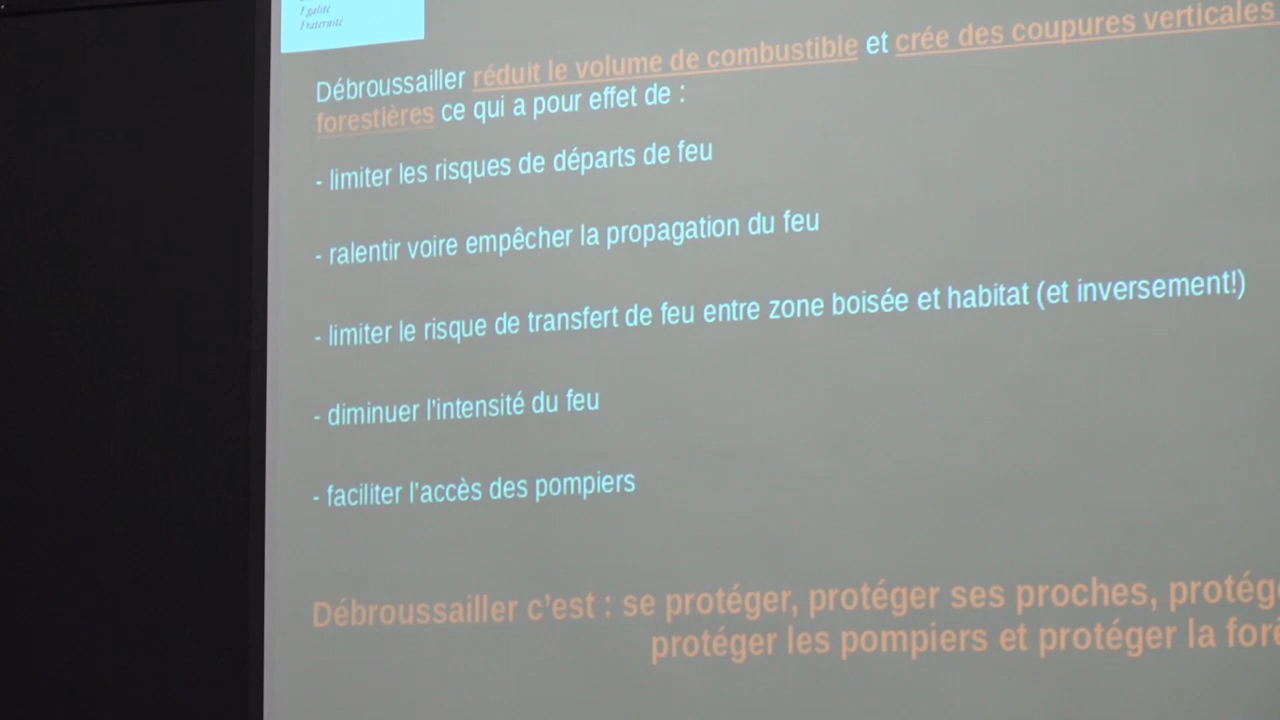 Égalité
Fraternité
Débroussailler réduit le volume de combustible et crée des coupures verticales
forestières ce qui a pour effet de :
- limiter les risques de départs de feu
- ralentir voire empêcher la propagation du feu
- limiter le risque de transfert de feu entre zone boisée et habitat (et inversement!)
- diminuer l'intensité du feu
- faciliter l'accès des pompiers
Débroussailler c'est : se protéger, protéger ses proches, protég
protéger les pompiers et protéger la for